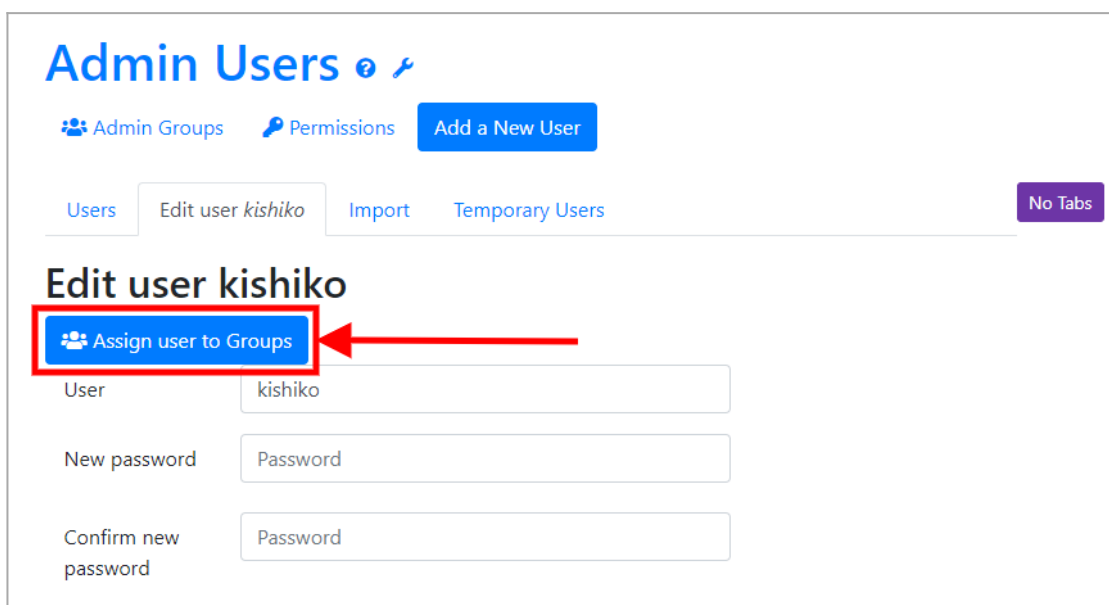 Admin Users
Admin Groups Permissions Add a New User
Users Edit user kishiko Import Temporary Users No Tabs
Edit user kishiko
Assign user to Groups
User kishiko
New password Password
Confirm new password Password